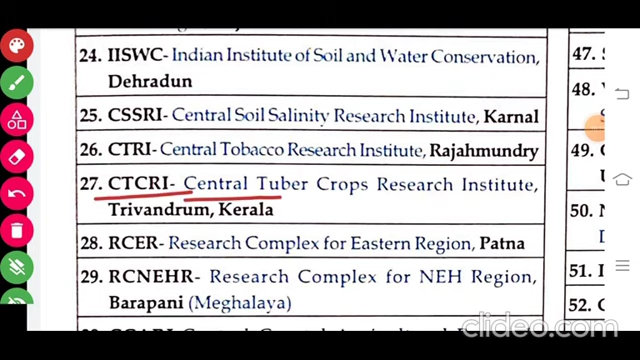 24. IISWC- Indian Institute of Soil and Water Conservation,
Dehradun
25. CSSRI- Central Soil Salinity Research Institute, Karnal
26. CTRI- Central Tobacco Research Institute, Rajahmundry
27. CTCRI- Central Tuber Crops Research Institute,
Trivandrum, Kerala
28. RCER- Research Complex for Eastern Region, Patna
29. RCNEHR- Research Complex for NEH Region,
Barapani (Meghalaya)
47.
48.
49.
50.
51.
52.
clideo.com